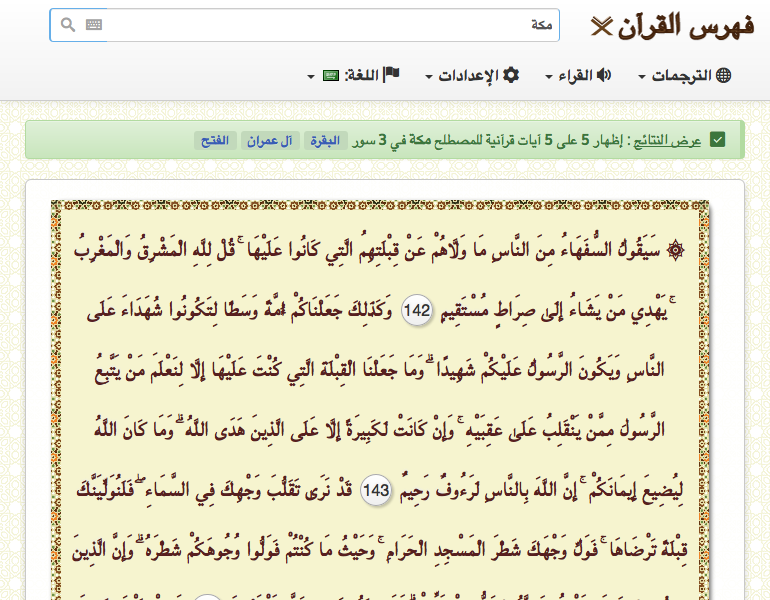 فهرس القرآن
مكة
الترجمات
القراء
الإعدادات
اللغة:
عرض النتائج : إظهار 5 على 5 آيات قرآنية للمصطلح مكة في 3 سور البقرة آل عمران الفتح
۞ سَيَقُولُ السُّفَهَاءُ مِنَ النَّاسِ مَا وَلَّاهُمْ عَنْ قِبْلَتِهِمُ الَّتِي كَانُوا عَلَيْهَا ۚ قُلْ لِلَّهِ الْمَشْرِقُ وَالْمَغْرِبُ
ۚ يَهْدِي مَنْ يَشَاءُ إِلَىٰ صِرَاطٍ مُسْتَقِيمٍ 142 وَكَذَٰلِكَ جَعَلْنَاكُمْ أُمَّةً وَسَطًا لِتَكُونُوا شُهَدَاءَ عَلَى
النَّاسِ وَيَكُونَ الرَّسُولُ عَلَيْكُمْ شَهِيدًا ۗ وَمَا جَعَلْنَا الْقِبْلَةَ الَّتِي كُنْتَ عَلَيْهَا إِلَّا لِنَعْلَمَ مَنْ يَتَّبِعُ
الرَّسُولَ مِمَّنْ يَنْقَلِبُ عَلَىٰ عَقِبَيْهِ ۚ وَإِنْ كَانَتْ لَكَبِيرَةً إِلَّا عَلَى الَّذِينَ هَدَى اللَّهُ ۗ وَمَا كَانَ اللَّهُ
لِيُضِيعَ إِيمَانَكُمْ ۚ إِنَّ اللَّهَ بِالنَّاسِ لَرَءُوفٌ رَحِيمٌ 143 قَدْ نَرَىٰ تَقَلُّبَ وَجْهِكَ فِي السَّمَاءِ ۖ فَلَنُوَلِّيَنَّكَ
قِبْلَةً تَرْضَاهَا ۚ فَوَلِّ وَجْهَكَ شَطْرَ الْمَسْجِدِ الْحَرَامِ ۚ وَحَيْثُ مَا كُنْتُمْ فَوَلُّوا وُجُوهَكُمْ شَطْرَهُ ۗ وَإِنَّ الَّذِينَ